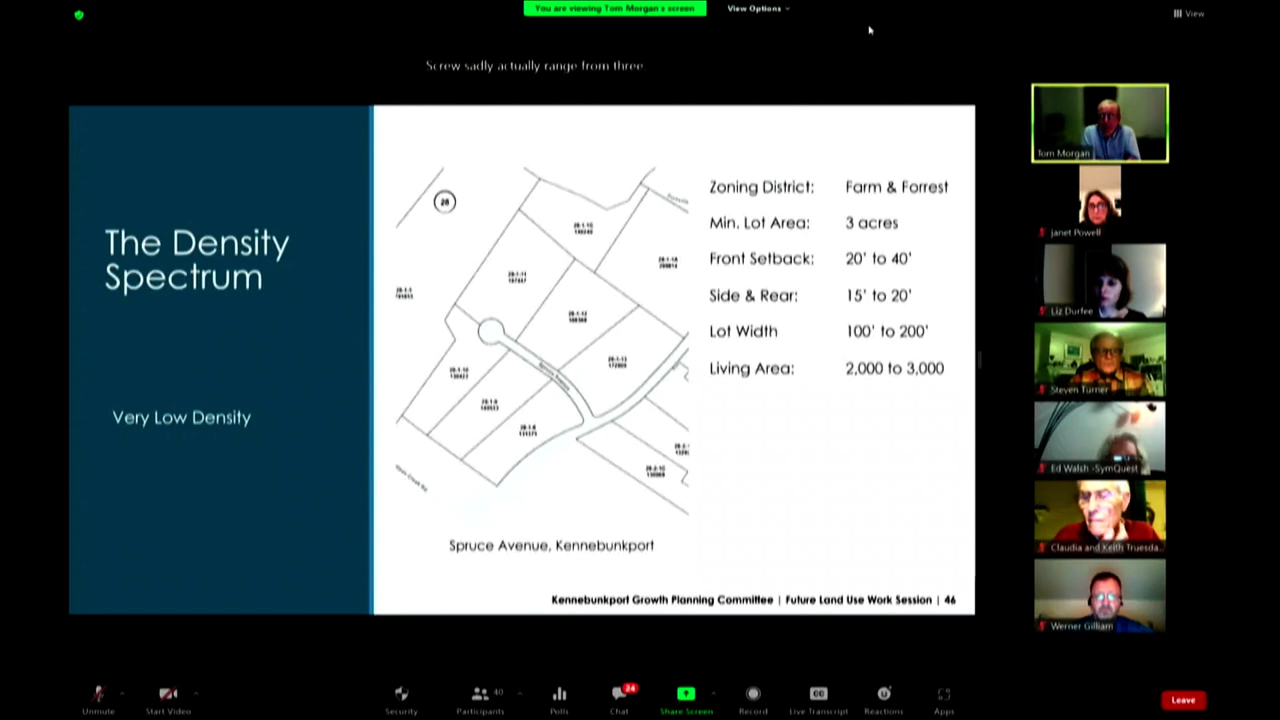 You are viewing Tom Morgan's screen
View Options
View
Screw sadly actually range from three
The Density
Spectrum
Very Low Density
28
Zoning District: Farm & Forrest
Min. Lot Area: 3 acres
Front Setback: 20' to 40'
Side & Rear: 15' to 20'
Lot Width 100' to 200'
Living Area: 2,000 to 3,000
Spruce Avenue, Kennebunkport
Kennebunkport Growth Planning Committee | Future Land Use Work Session | 46
Tom Morgan
Janet Powell
Liz Durfee
Steven Turner
Ed Walsh -SymQuest
Claudia and Keith Truesda...
Werner Gilliam
Unmute
Start Video
Security
Participants
40
Polls
Chat
24
Share Screen
Record
CC
Live Transcript
Reactions
Apps
Leave